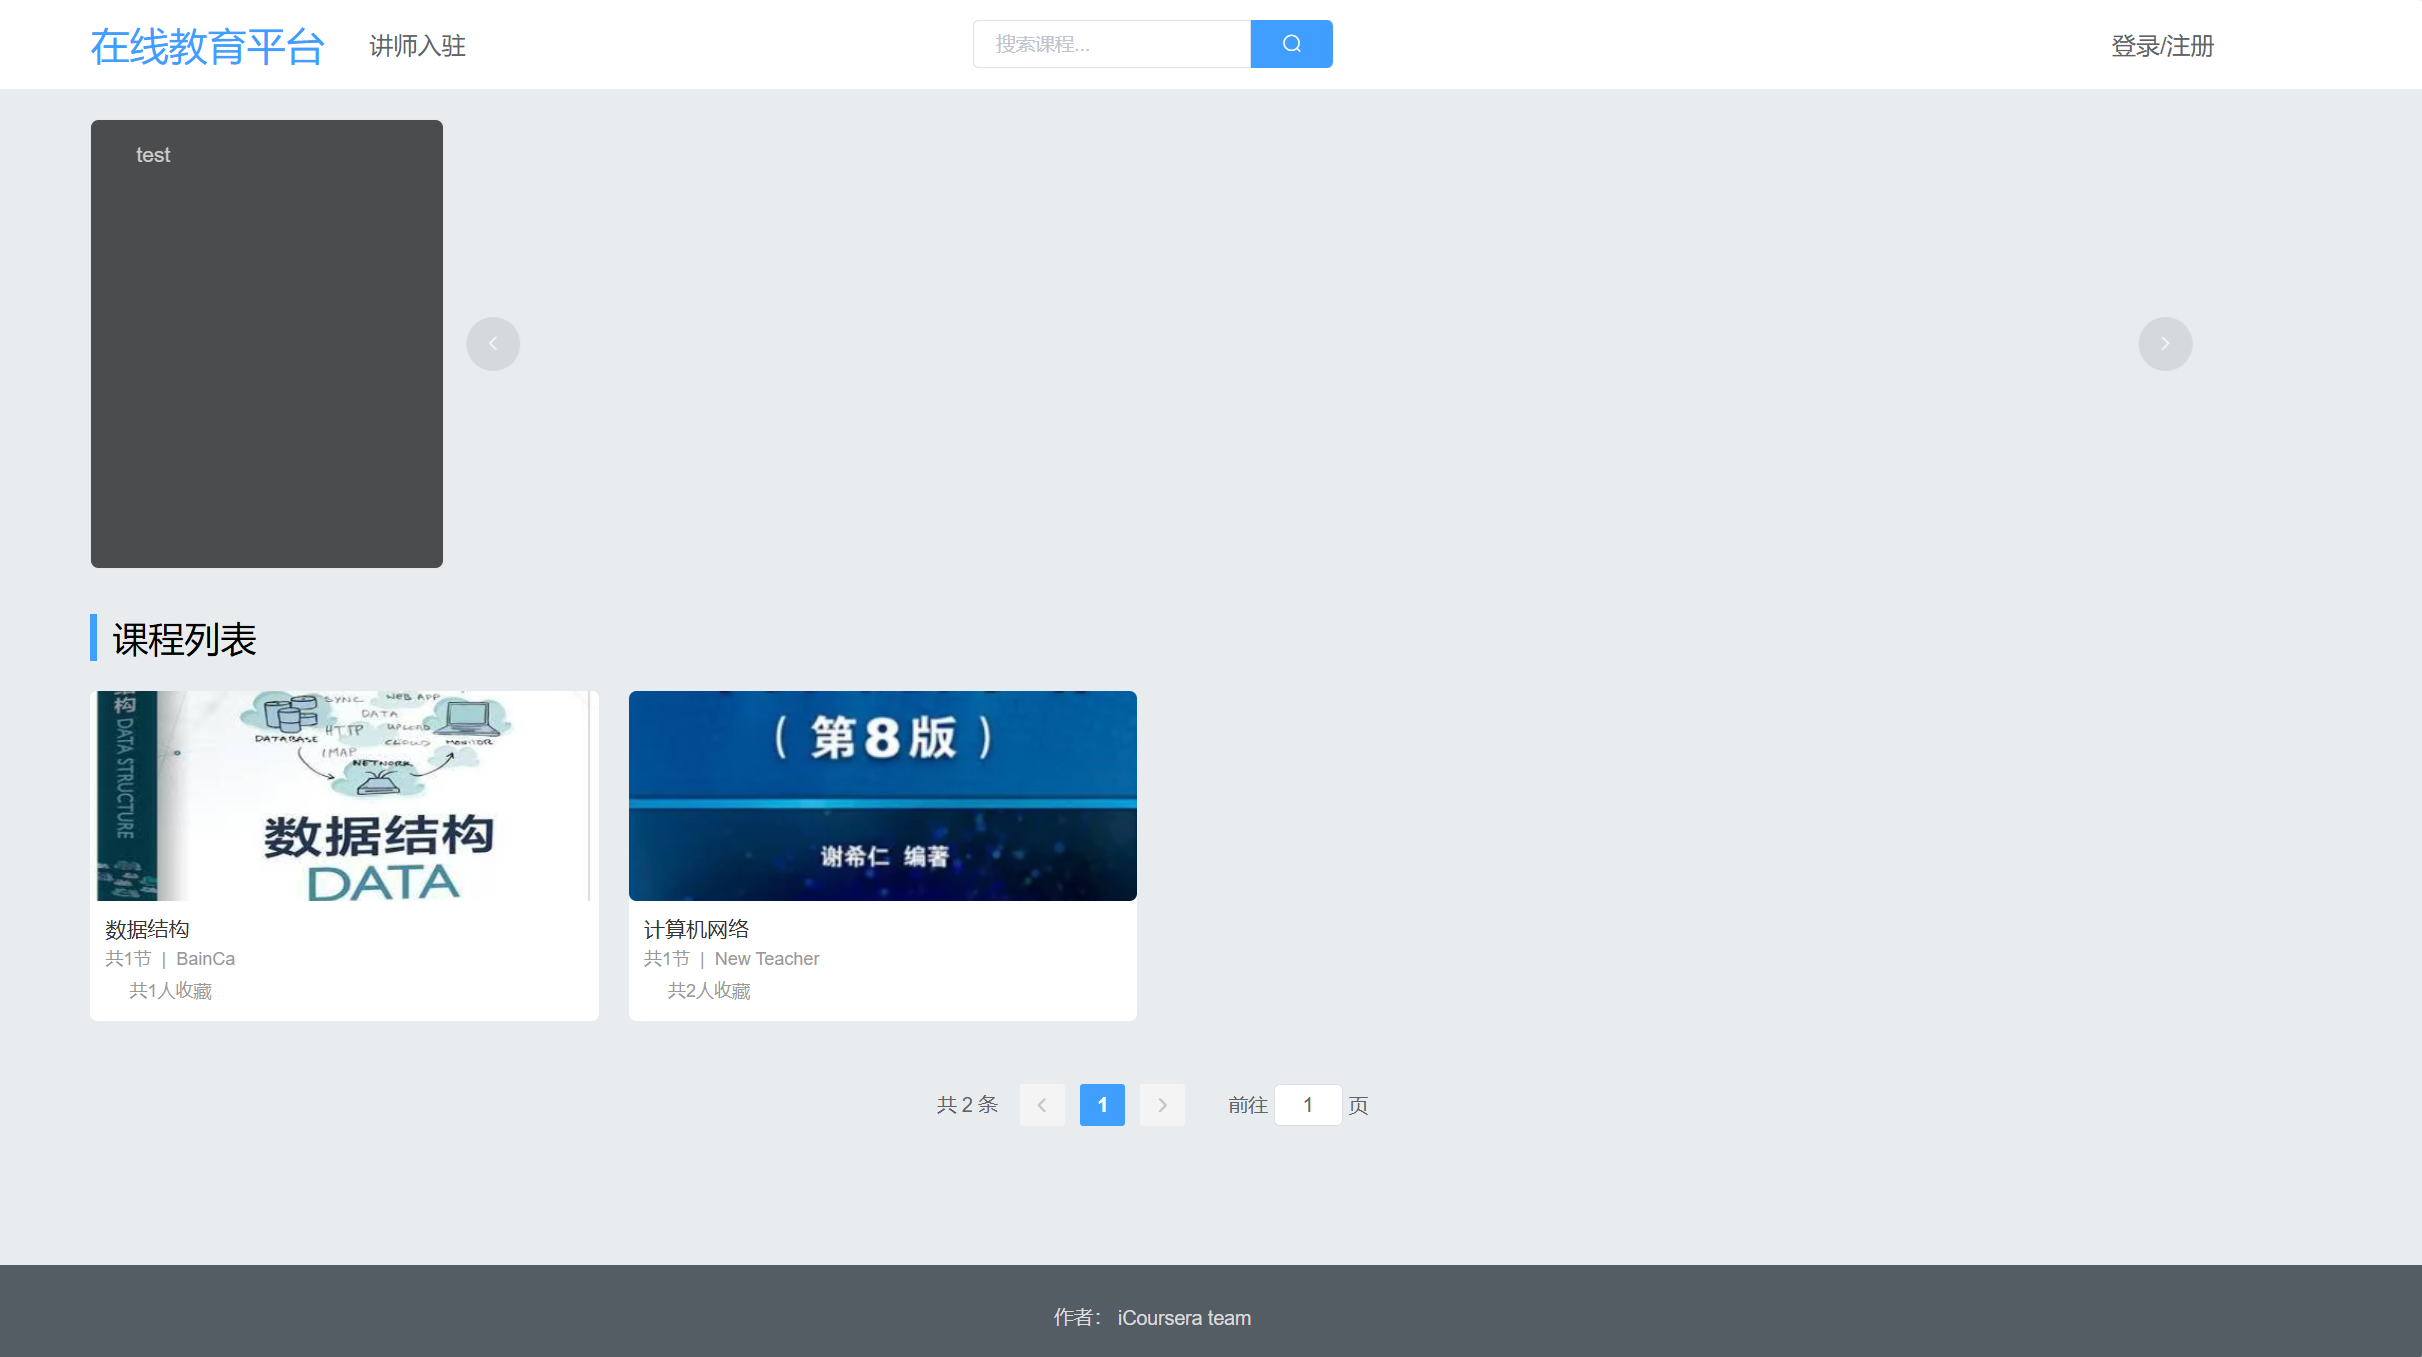 在线教育平台
讲师入驻
搜索课程...
登录/注册
test
课程列表
构 DATA STRUCTURE
SYNC WEB APP
DATA
HTTP UPLOAD
DATABASE CLOUD MONITOR
IMAP
NETWORK
数据结构
DATA
数据结构
共1节 | BainCa
共1人收藏
(第8版)
谢希仁 编著
计算机网络
共1节 | New Teacher
共2人收藏
共 2 条
1
前往 1 页
作者： iCoursera team